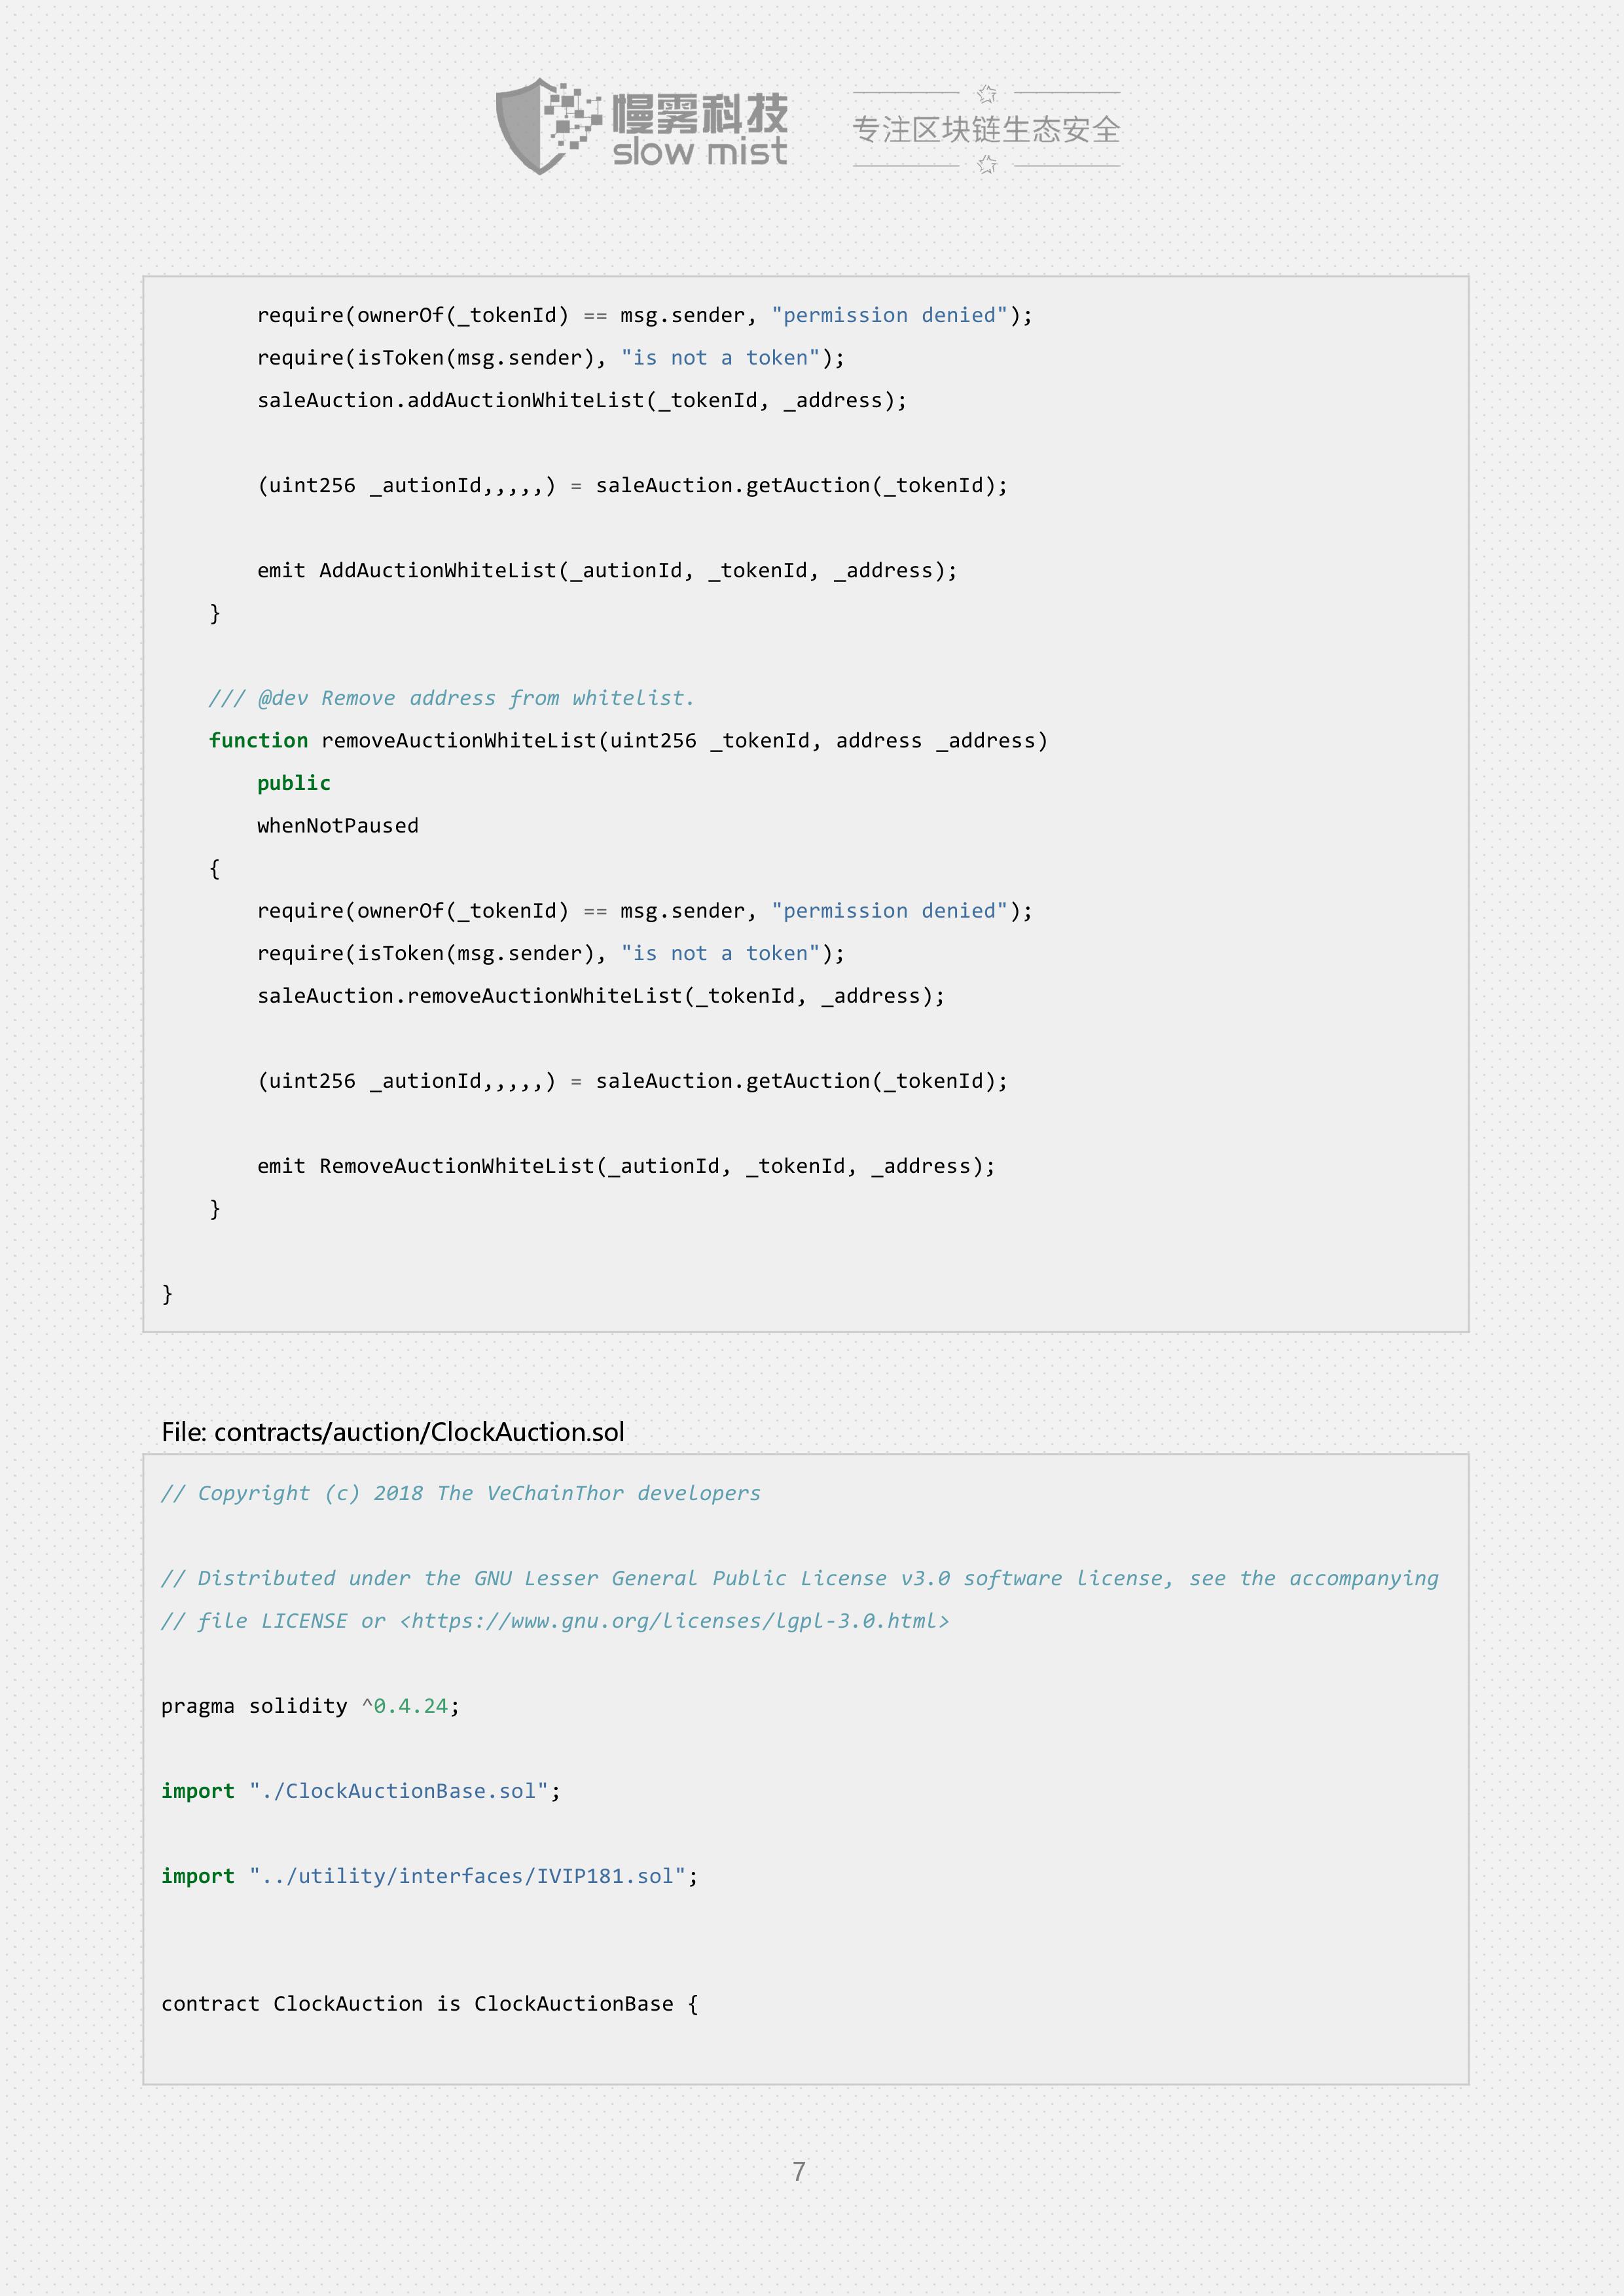 慢雾科技
slow mist
专注区块链生态安全
require(ownerOf(_tokenId) == msg.sender, "permission denied");
require(isToken(msg.sender), "is not a token");
saleAuction.addAuctionWhiteList(_tokenId, _address);
(uint256 _autionId,,,,,) = saleAuction.getAuction(_tokenId);
emit AddAuctionWhiteList(_autionId, _tokenId, _address);
}
/// @dev Remove address from whitelist.
function removeAuctionWhiteList(uint256 _tokenId, address _address)
public
whenNotPaused
{
require(ownerOf(_tokenId) == msg.sender, "permission denied");
require(isToken(msg.sender), "is not a token");
saleAuction.removeAuctionWhiteList(_tokenId, _address);
(uint256 _autionId,,,,,) = saleAuction.getAuction(_tokenId);
emit RemoveAuctionWhiteList(_autionId, _tokenId, _address);
}
}
File: contracts/auction/ClockAuction.sol
// Copyright (c) 2018 The VeChainThor developers
// Distributed under the GNU Lesser General Public License v3.0 software license, see the accompanying
// file LICENSE or <https://www.gnu.org/licenses/lgpl-3.0.html>
pragma solidity ^0.4.24;
import "./ClockAuctionBase.sol";
import "../utility/interfaces/IVIP181.sol";
contract ClockAuction is ClockAuctionBase {
7